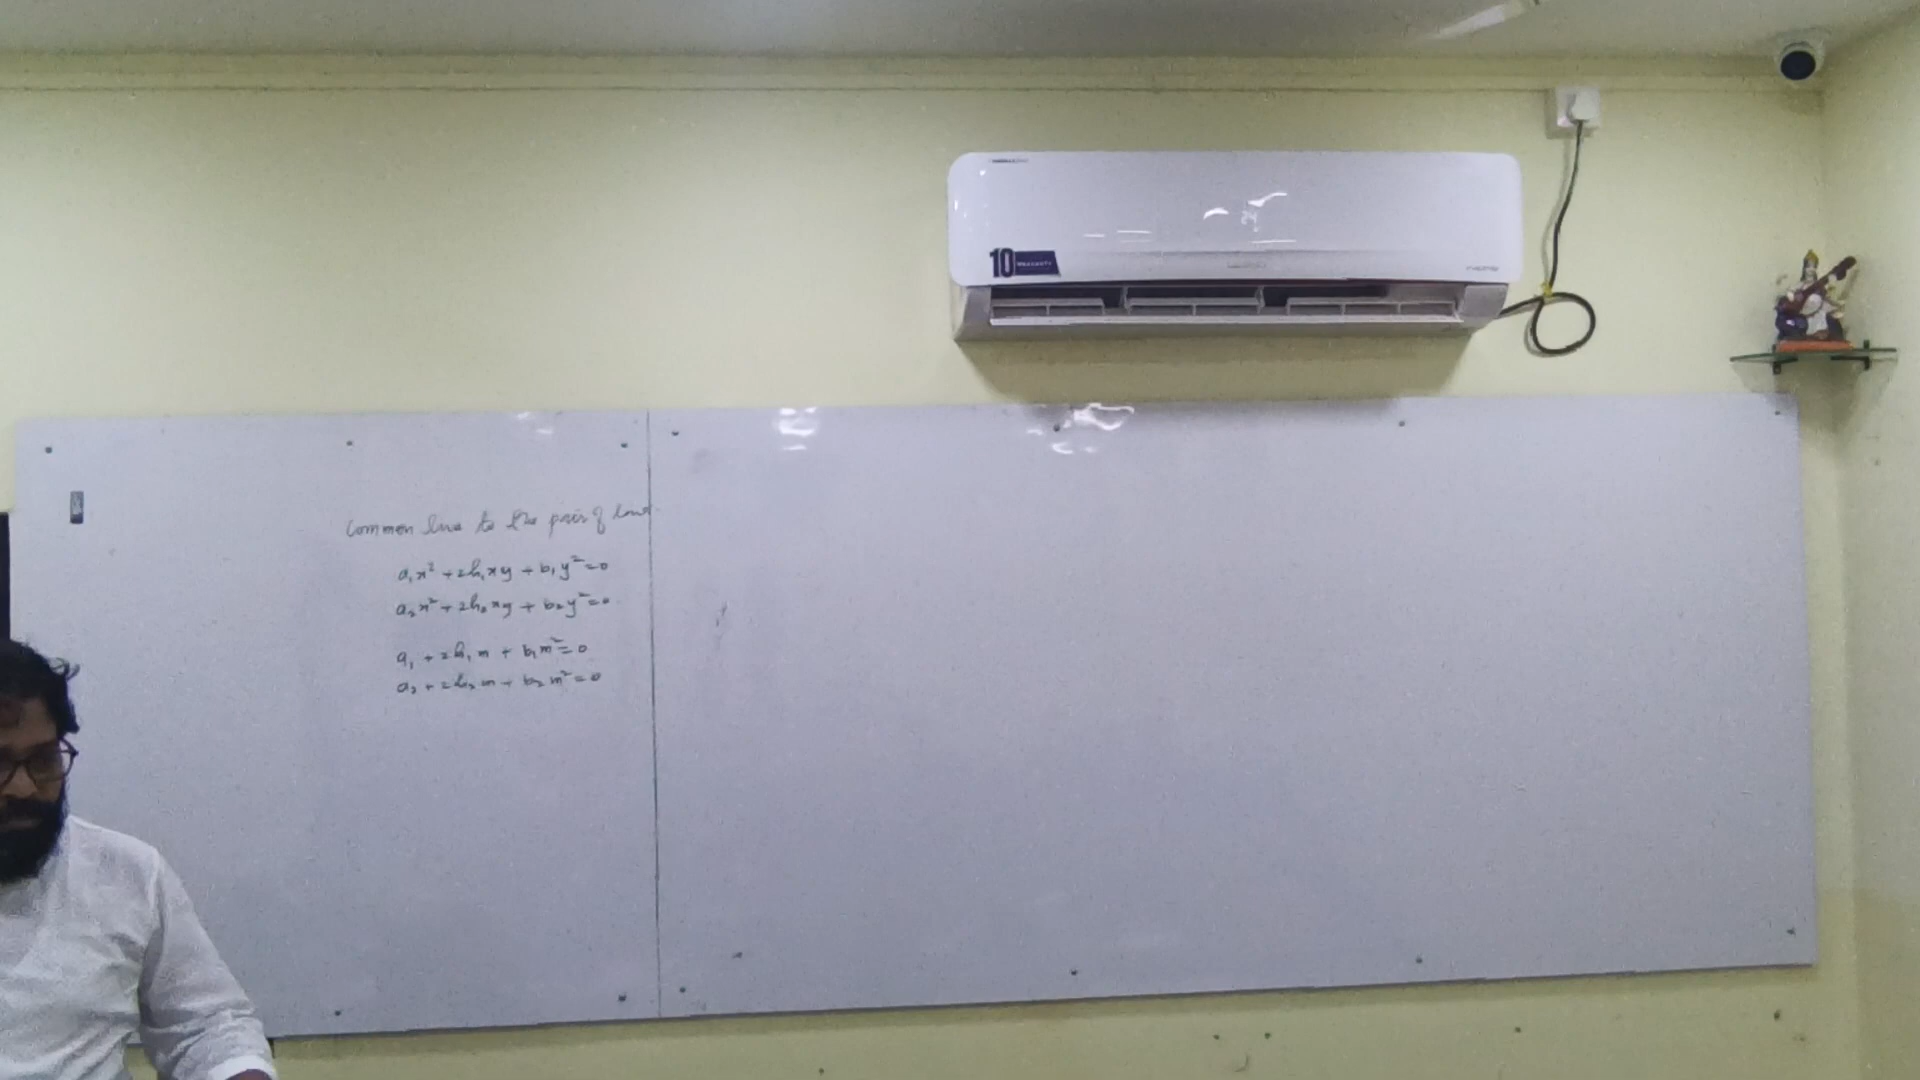 Common line to the pair of lines
a₁x² + 2h₁xy + b₁y² = 0
a₂x² + 2h₂xy + b₂y² = 0
a₁ + 2h₁m + b₁m² = 0
a₂ + 2h₂m + b₂m² = 0
10
WARRANTY